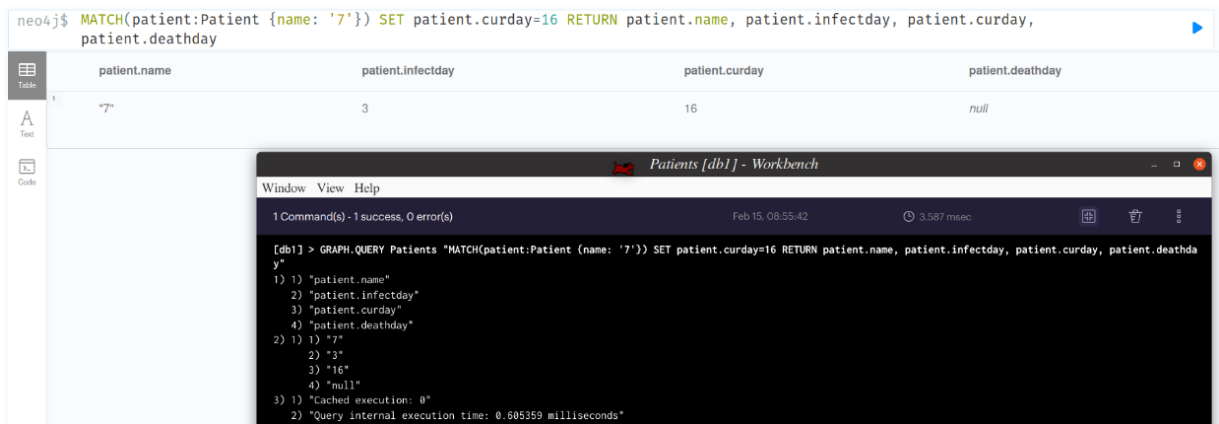 neo4j$ MATCH(patient:Patient {name: '7'}) SET patient.curday=16 RETURN patient.name, patient.infectday, patient.curday,
patient.deathday
Table
patient.name patient.infectday patient.curday patient.deathday
1 "7" 3 16 null
A
Text
Code
Patients [db1] - Workbench
Window View Help
1 Command(s) - 1 success, 0 error(s) Feb 15, 08:55:42 3.587 msec
[db1] > GRAPH.QUERY Patients "MATCH(patient:Patient {name: '7'}) SET patient.curday=16 RETURN patient.name, patient.infectday, patient.curday, patient.deathda
y"
1) 1) "patient.name"
2) "patient.infectday"
3) "patient.curday"
4) "patient.deathday"
2) 1) 1) "7"
2) "3"
3) "16"
4) "null"
3) 1) "Cached execution: 0"
2) "Query internal execution time: 0.605359 milliseconds"